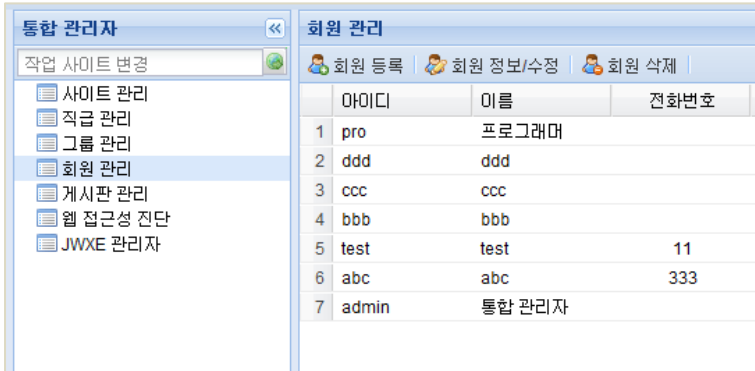 통합 관리자
작업 사이트 변경
사이트 관리
직급 관리
그룹 관리
회원 관리
게시판 관리
웹 접근성 진단
JWXE 관리자
회원 관리
회원 등록 회원 정보/수정 회원 삭제
아이디 이름 전화번호
1 pro 프로그래머
2 ddd ddd
3 ccc ccc
4 bbb bbb
5 test test 11
6 abc abc 333
7 admin 통합 관리자